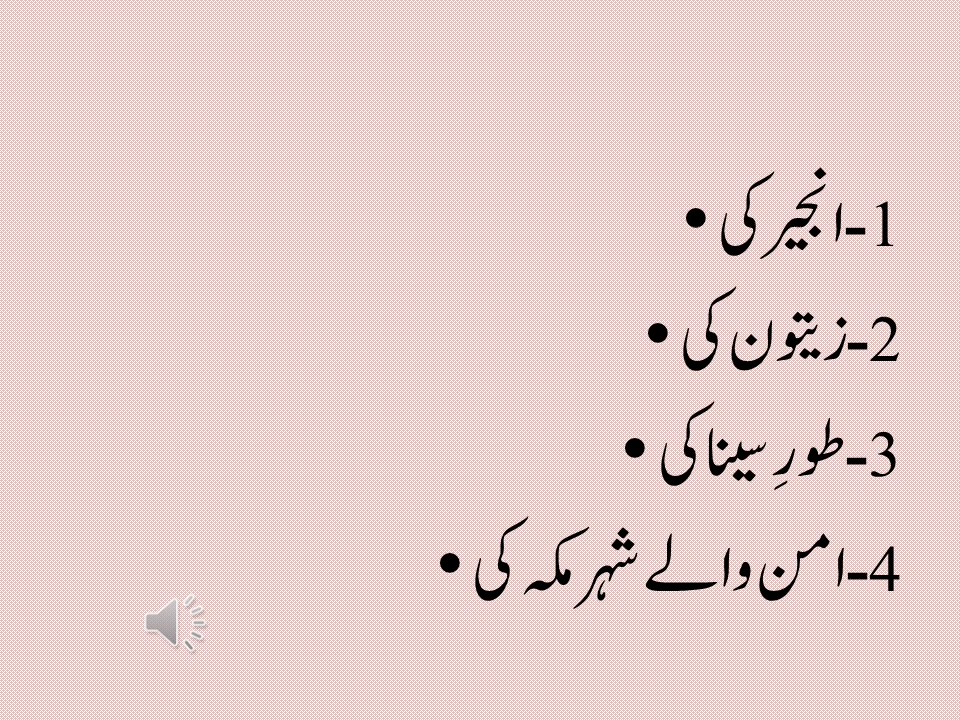 1-انجیر کی •
2-زیتون کی •
3-طورِ سینا کی •
4-امن والے شہر مکہ کی •